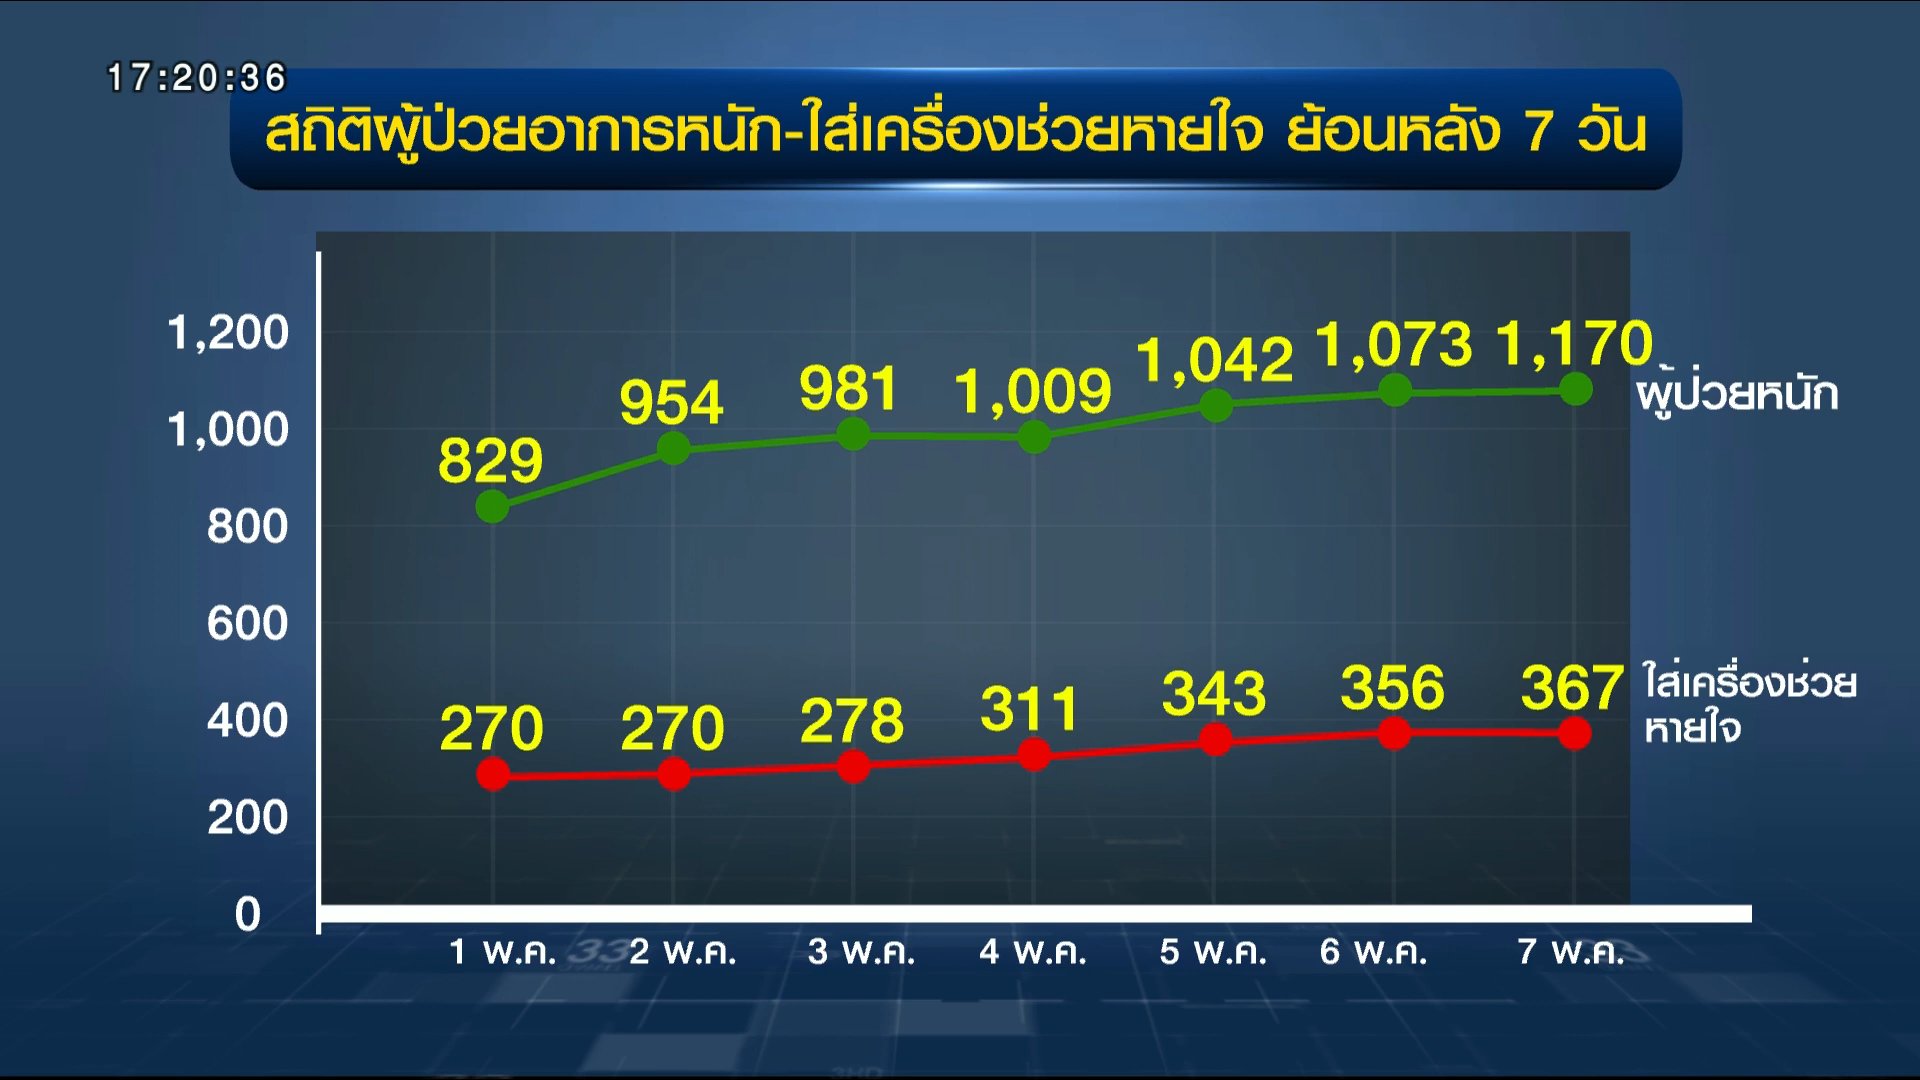 17:20:36
สถิติผู้ป่วยอาการหนัก-ใส่เครื่องช่วยหายใจ ย้อนหลัง 7 วัน
1,200
1,000
800
600
400
200
0
829 954 981 1,009 1,042 1,073 1,170
ผู้ป่วยหนัก
270 270 278 311 343 356 367
ใส่เครื่องช่วย
หายใจ
1 พ.ค. 2 พ.ค. 3 พ.ค. 4 พ.ค. 5 พ.ค. 6 พ.ค. 7 พ.ค.